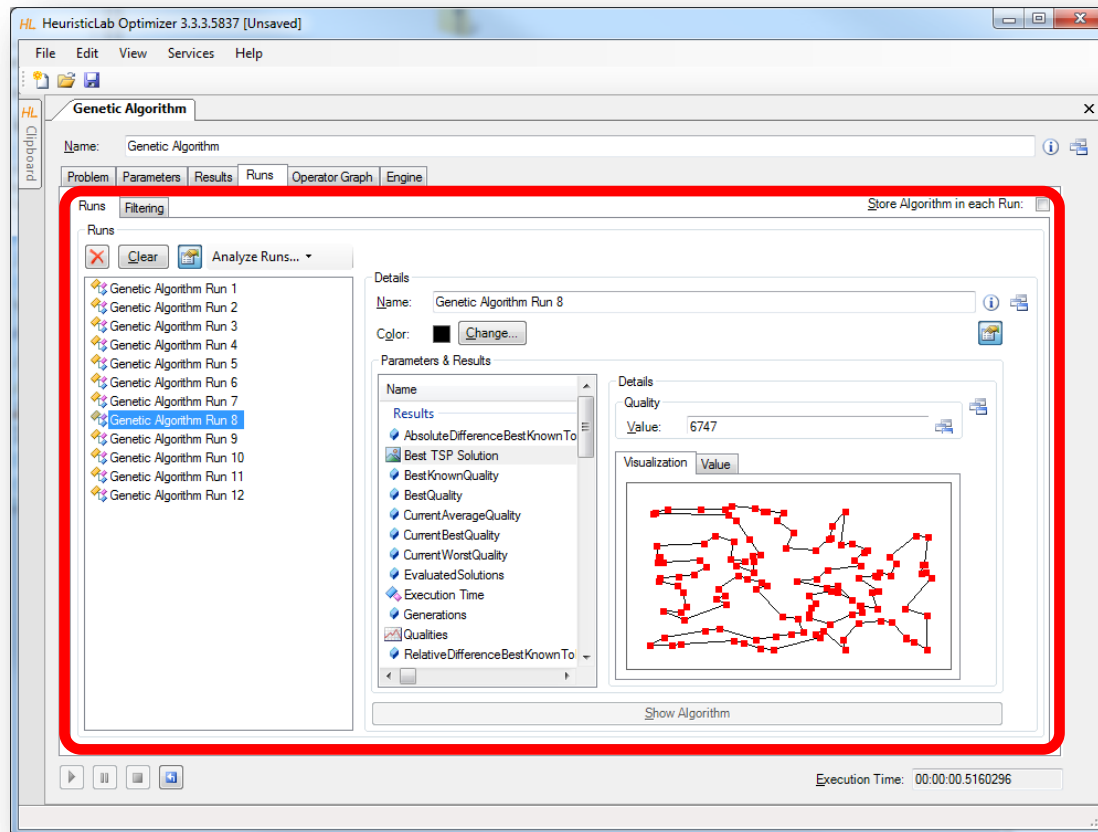 HL HeuristicLab Optimizer 3.3.3.5837 [Unsaved]
File Edit View Services Help
HL Clipboard
Genetic Algorithm
Name: Genetic Algorithm
Problem Parameters Results Runs Operator Graph Engine
Runs Filtering Store Algorithm in each Run:
Runs
Clear Analyze Runs...
Genetic Algorithm Run 1
Genetic Algorithm Run 2
Genetic Algorithm Run 3
Genetic Algorithm Run 4
Genetic Algorithm Run 5
Genetic Algorithm Run 6
Genetic Algorithm Run 7
Genetic Algorithm Run 8
Genetic Algorithm Run 9
Genetic Algorithm Run 10
Genetic Algorithm Run 11
Genetic Algorithm Run 12
Details
Name: Genetic Algorithm Run 8
Color: Change...
Parameters & Results
Name
Results
AbsoluteDifferenceBestKnownTo
Best TSP Solution
BestKnownQuality
BestQuality
CurrentAverageQuality
CurrentBestQuality
CurrentWorstQuality
EvaluatedSolutions
Execution Time
Generations
Qualities
RelativeDifferenceBestKnownTo
Details
Quality
Value: 6747
Visualization Value
Show Algorithm
Execution Time: 00:00:00.5160296